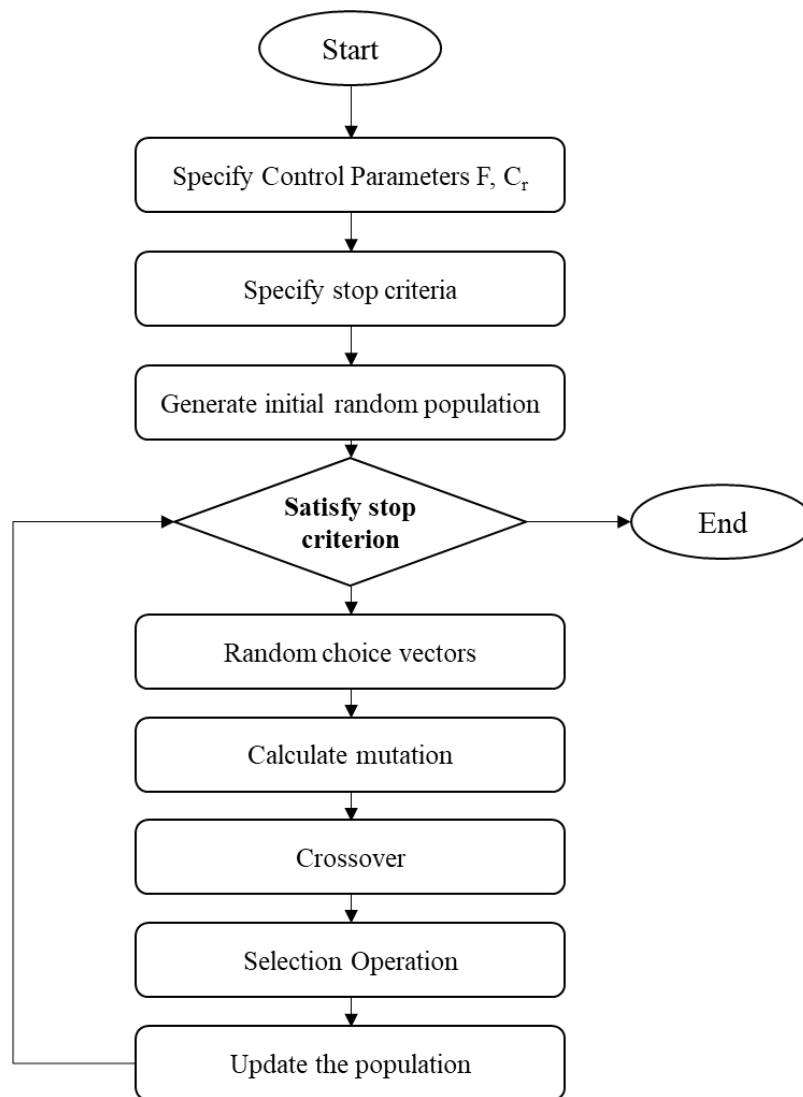 Start
Specify Control Parameters F, Cᵣ
Specify stop criteria
Generate initial random population
Satisfy stop
criterion
End
Random choice vectors
Calculate mutation
Crossover
Selection Operation
Update the population